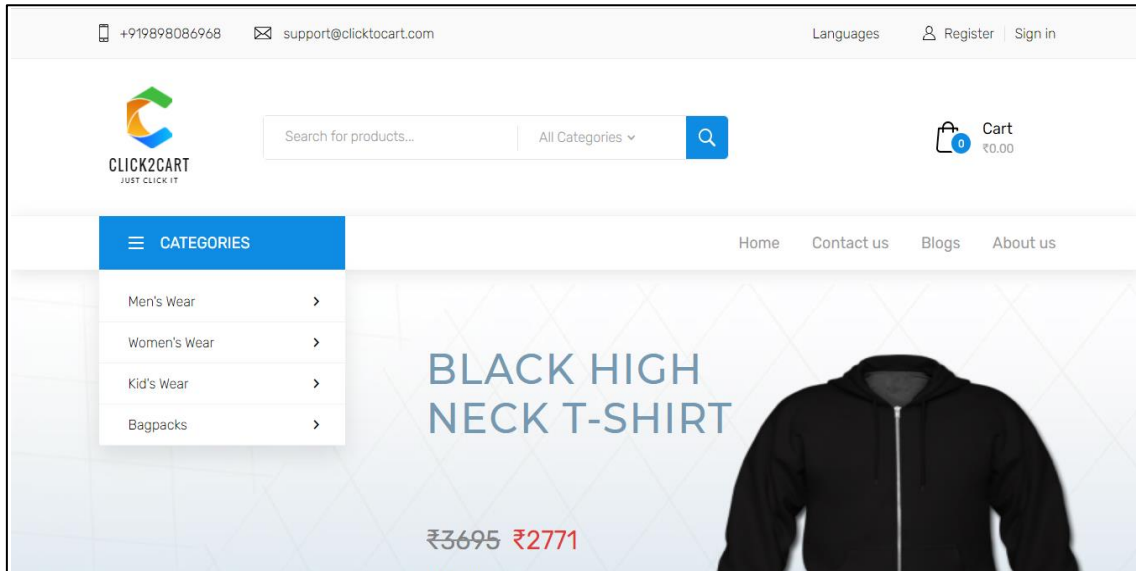 +919898086968 support@clicktocart.com Languages Register Sign in
CLICK2CART
JUST CLICK IT
Search for products... All Categories
0
Cart
₹0.00
CATEGORIES Home Contact us Blogs About us
Men's Wear
Women's Wear
Kid's Wear
Bagpacks
BLACK HIGH
NECK T-SHIRT
₹3695 ₹2771